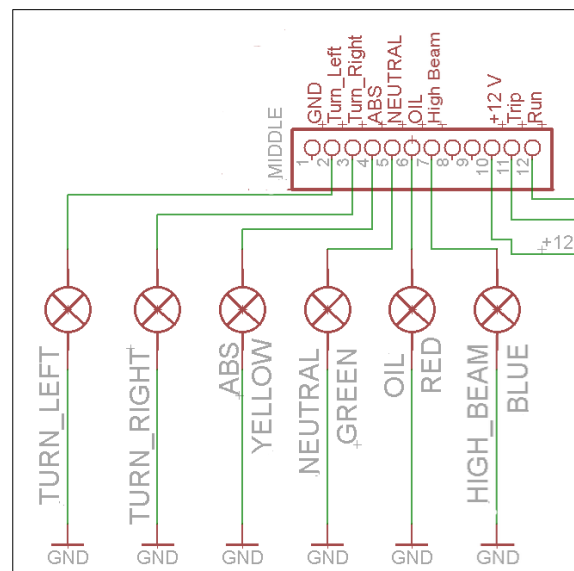 GND
Turn_Left
Turn_Right
ABS
NEUTRAL
OIL
High Beam
+12 V
Trip
Run
MIDDLE
1
2
3
4
5
6
7
8
9
10
11
12
+12
TURN_LEFT
TURN_RIGHT
ABS
YELLOW
NEUTRAL
GREEN
OIL
RED
HIGH_BEAM
BLUE
GND
GND
GND
GND
GND
GND